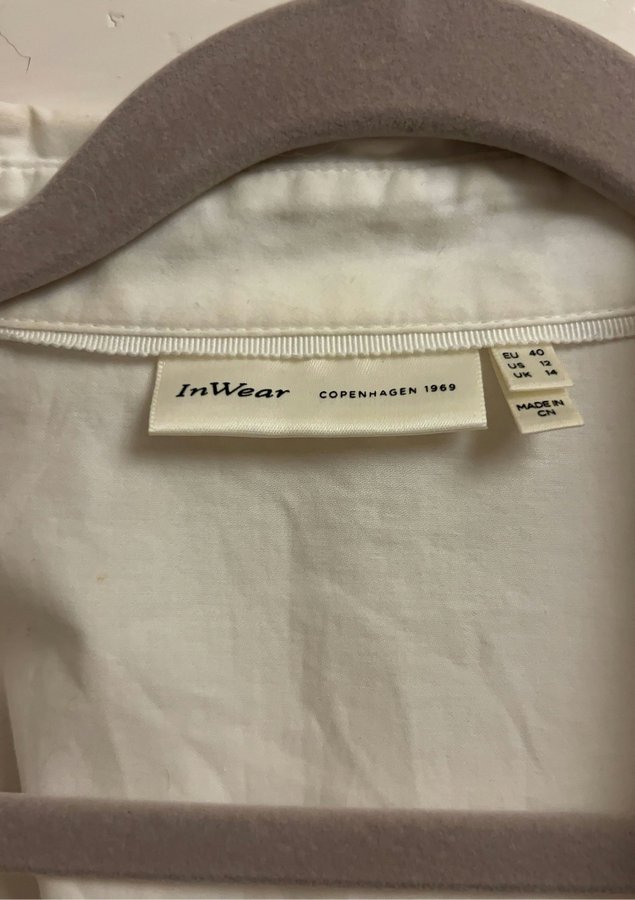 InWear COPENHAGEN 1969
EU 40
US 12
UK 14
MADE IN
CN